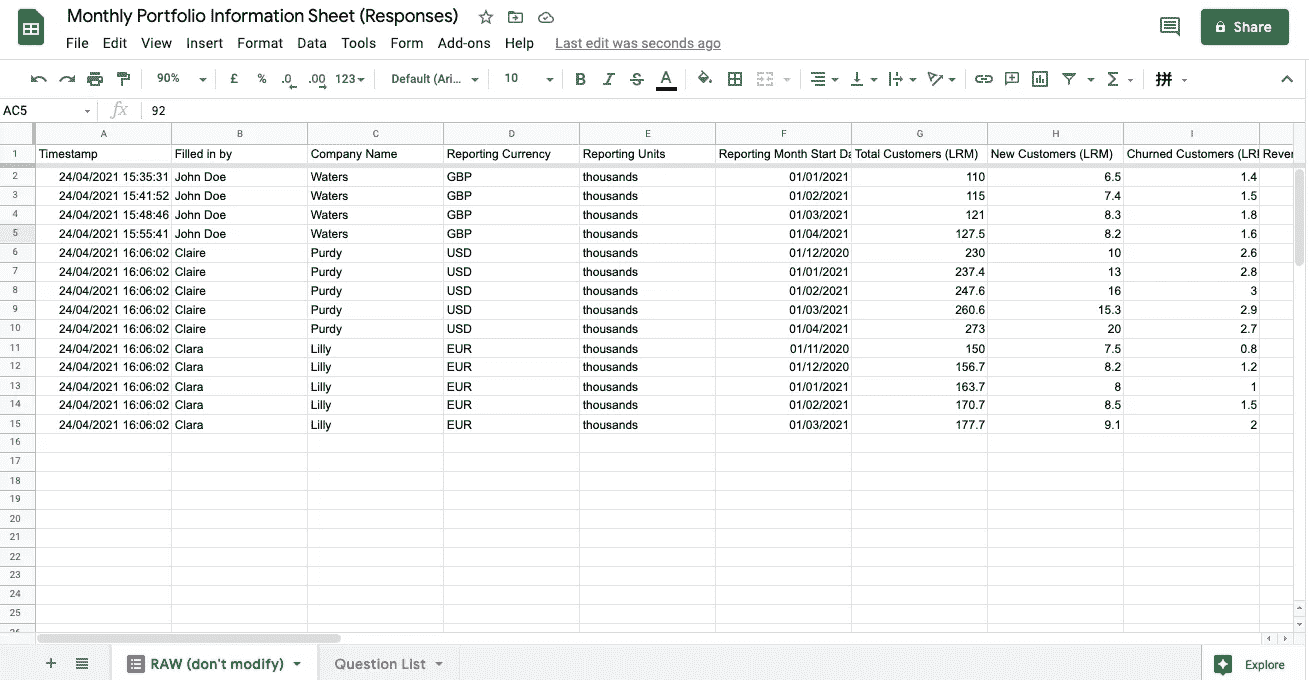 Monthly Portfolio Information Sheet (Responses)
File Edit View Insert Format Data Tools Form Add-ons Help Last edit was seconds ago
Share
90% £ % .0 .00 123 Default (Ari... 10 B I S A Σ 拼
AC5 fx 92
A B C D E F G H I
1 Timestamp Filled in by Company Name Reporting Currency Reporting Units Reporting Month Start Da Total Customers (LRM) New Customers (LRM) Churned Customers (LRI Rever
2 24/04/2021 15:35:31 John Doe Waters GBP thousands 01/01/2021 110 6.5 1.4
3 24/04/2021 15:41:52 John Doe Waters GBP thousands 01/02/2021 115 7.4 1.5
4 24/04/2021 15:48:46 John Doe Waters GBP thousands 01/03/2021 121 8.3 1.8
5 24/04/2021 15:55:41 John Doe Waters GBP thousands 01/04/2021 127.5 8.2 1.6
6 24/04/2021 16:06:02 Claire Purdy USD thousands 01/12/2020 230 10 2.6
7 24/04/2021 16:06:02 Claire Purdy USD thousands 01/01/2021 237.4 13 2.8
8 24/04/2021 16:06:02 Claire Purdy USD thousands 01/02/2021 247.6 16 3
9 24/04/2021 16:06:02 Claire Purdy USD thousands 01/03/2021 260.6 15.3 2.9
10 24/04/2021 16:06:02 Claire Purdy USD thousands 01/04/2021 273 20 2.7
11 24/04/2021 16:06:02 Clara Lilly EUR thousands 01/11/2020 150 7.5 0.8
12 24/04/2021 16:06:02 Clara Lilly EUR thousands 01/12/2020 156.7 8.2 1.2
13 24/04/2021 16:06:02 Clara Lilly EUR thousands 01/01/2021 163.7 8 1
14 24/04/2021 16:06:02 Clara Lilly EUR thousands 01/02/2021 170.7 8.5 1.5
15 24/04/2021 16:06:02 Clara Lilly EUR thousands 01/03/2021 177.7 9.1 2
16
17
18
19
20
21
22
23
24
25
26
+ RAW (don't modify) Question List Explore